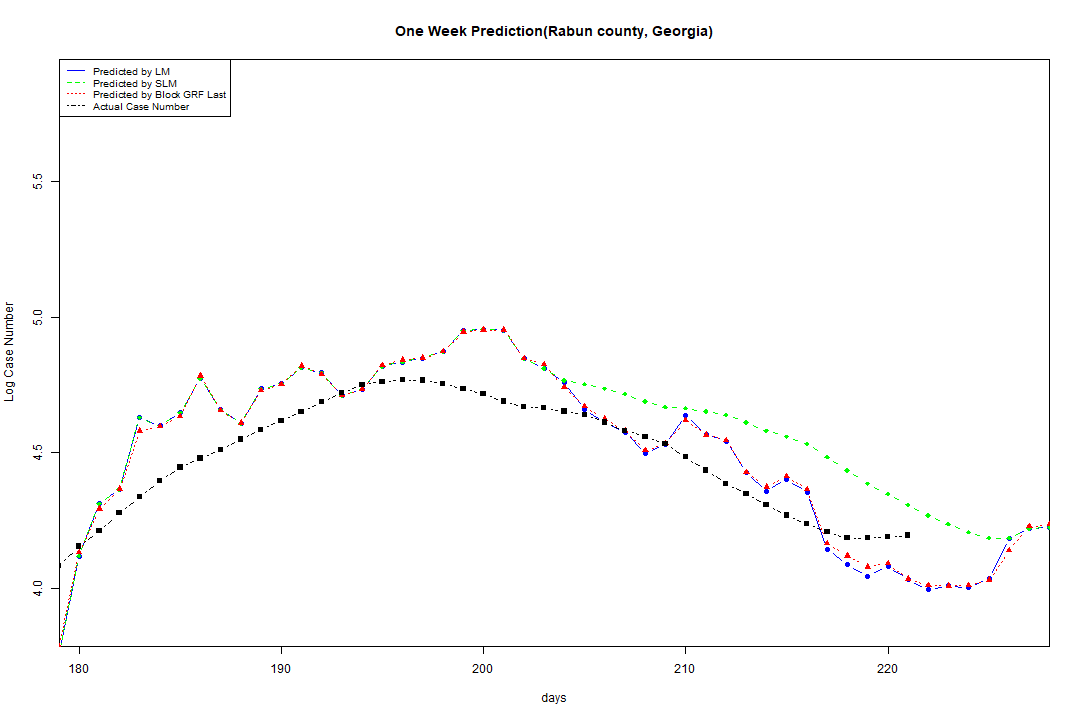 One Week Prediction(Rabun county, Georgia)
Predicted by LM
Predicted by SLM
Predicted by Block GRF Last
Actual Case Number
Log Case Number
5.5
5.0
4.5
4.0
180 190 200 210 220
days